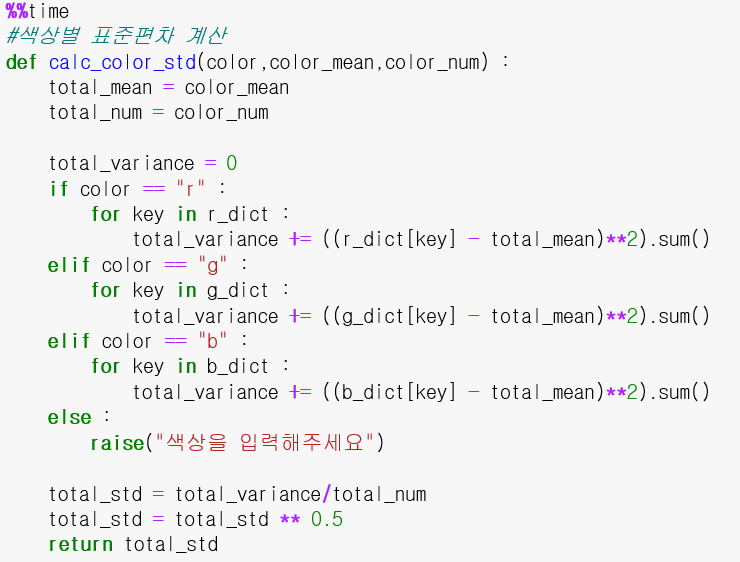 %%time
#색상별 표준편차 계산
def calc_color_std(color,color_mean,color_num) :
    total_mean = color_mean
    total_num = color_num

    total_variance = 0
    if color == "r" :
        for key in r_dict :
            total_variance += ((r_dict[key] - total_mean)**2).sum()
    elif color == "g" :
        for key in g_dict :
            total_variance += ((g_dict[key] - total_mean)**2).sum()
    elif color == "b" :
        for key in b_dict :
            total_variance += ((b_dict[key] - total_mean)**2).sum()
    else :
        raise("색상을 입력해주세요")

    total_std = total_variance/total_num
    total_std = total_std ** 0.5
    return total_std